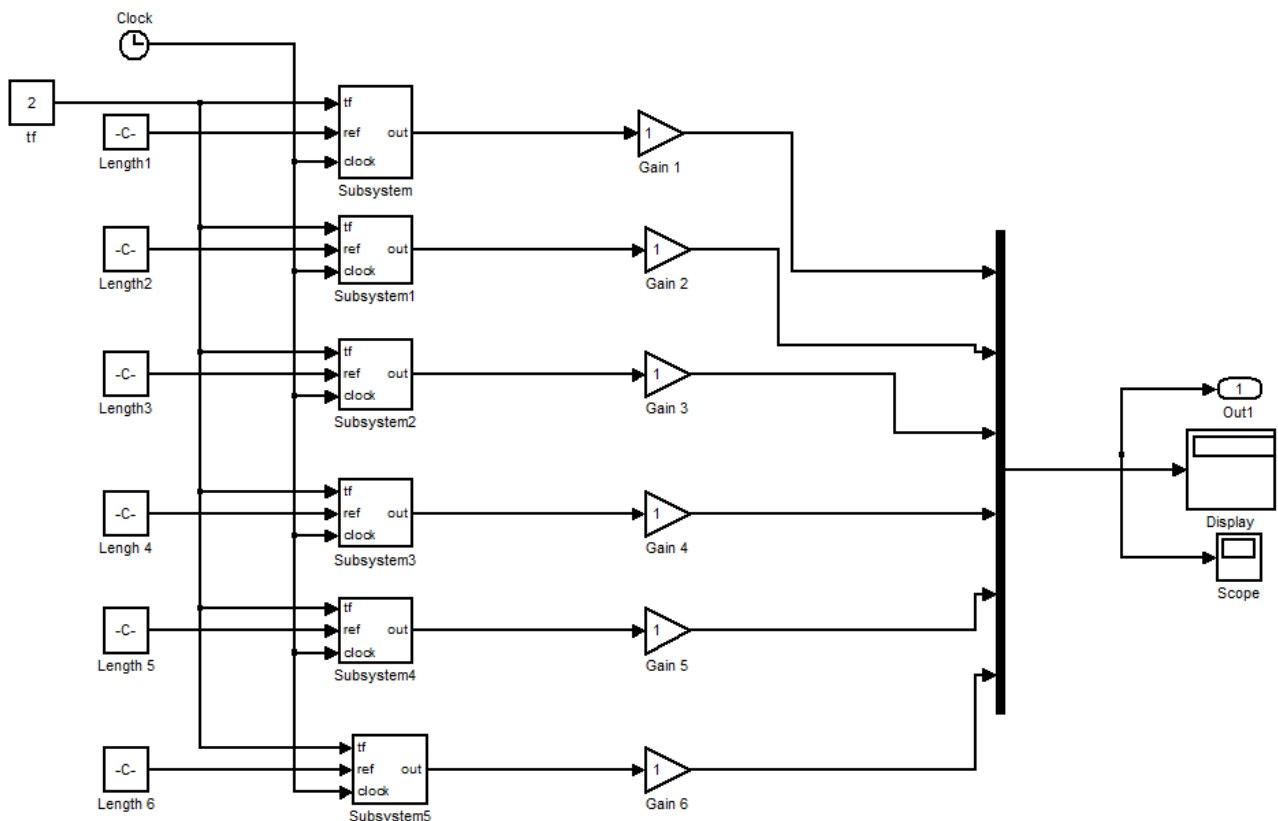 Clock
2
tf
-C-
Length1
tf
ref
out
clock
Subsystem
1
Gain 1
-C-
Length2
tf
ref
out
clock
Subsystem1
1
Gain 2
-C-
Length3
tf
ref
out
clock
Subsystem2
1
Gain 3
1
Out1
Display
Scope
-C-
Lengh 4
tf
ref
out
clock
Subsystem3
1
Gain 4
-C-
Length 5
tf
ref
out
clock
Subsystem4
1
Gain 5
-C-
Length 6
tf
ref
out
clock
Subsystem5
1
Gain 6